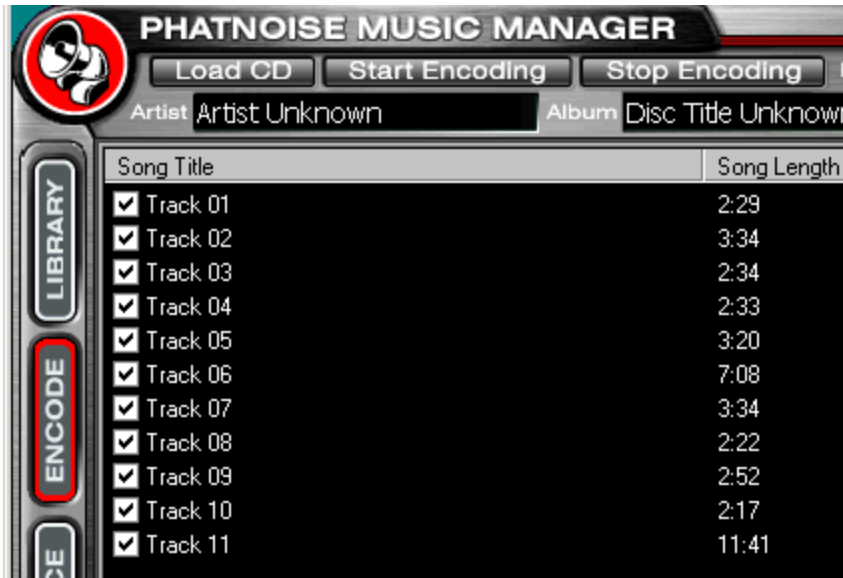 PHATNOISE MUSIC MANAGER
Load CD Start Encoding Stop Encoding
Artist Artist Unknown Album Disc Title Unknown
LIBRARY
ENCODE
Song Title Song Length
Track 01 2:29
Track 02 3:34
Track 03 2:34
Track 04 2:33
Track 05 3:20
Track 06 7:08
Track 07 3:34
Track 08 2:22
Track 09 2:52
Track 10 2:17
Track 11 11:41